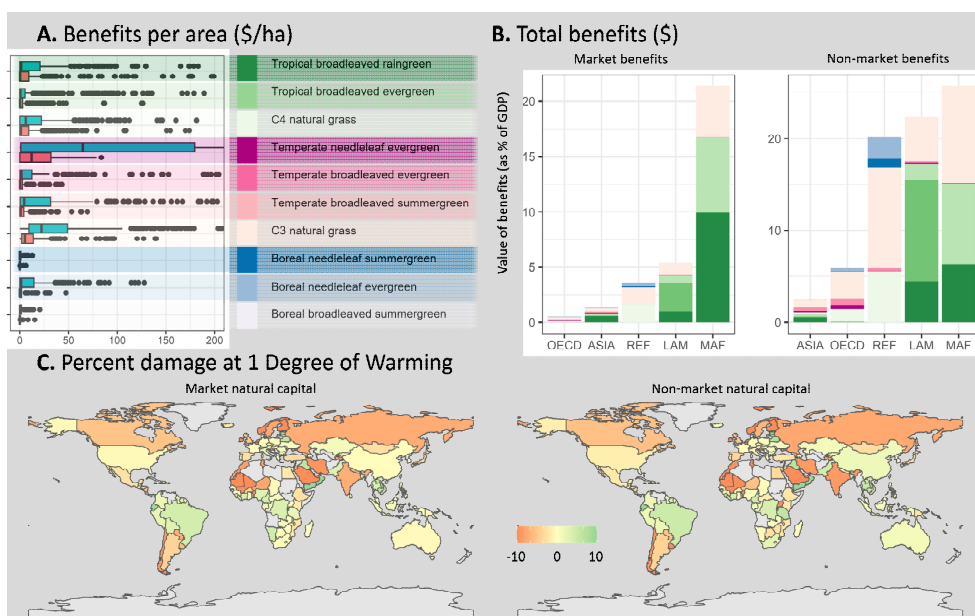 A. Benefits per area ($/ha)
Tropical broadleaved raingreen
Tropical broadleaved evergreen
C4 natural grass
Temperate needleleaf evergreen
Temperate broadleaved evergreen
Temperate broadleaved summergreen
C3 natural grass
Boreal needleleaf summergreen
Boreal needleleaf evergreen
Boreal broadleaved summergreen
0 50 100 150 200
B. Total benefits ($)
Market benefits
Non-market benefits
Value of benefits (as % of GDP)
20
15
10
5
0
OECD ASIA REF LAM MAF
20
10
0
ASIA OECD REF LAM MAF
C. Percent damage at 1 Degree of Warming
Market natural capital
Non-market natural capital
-10 0 10